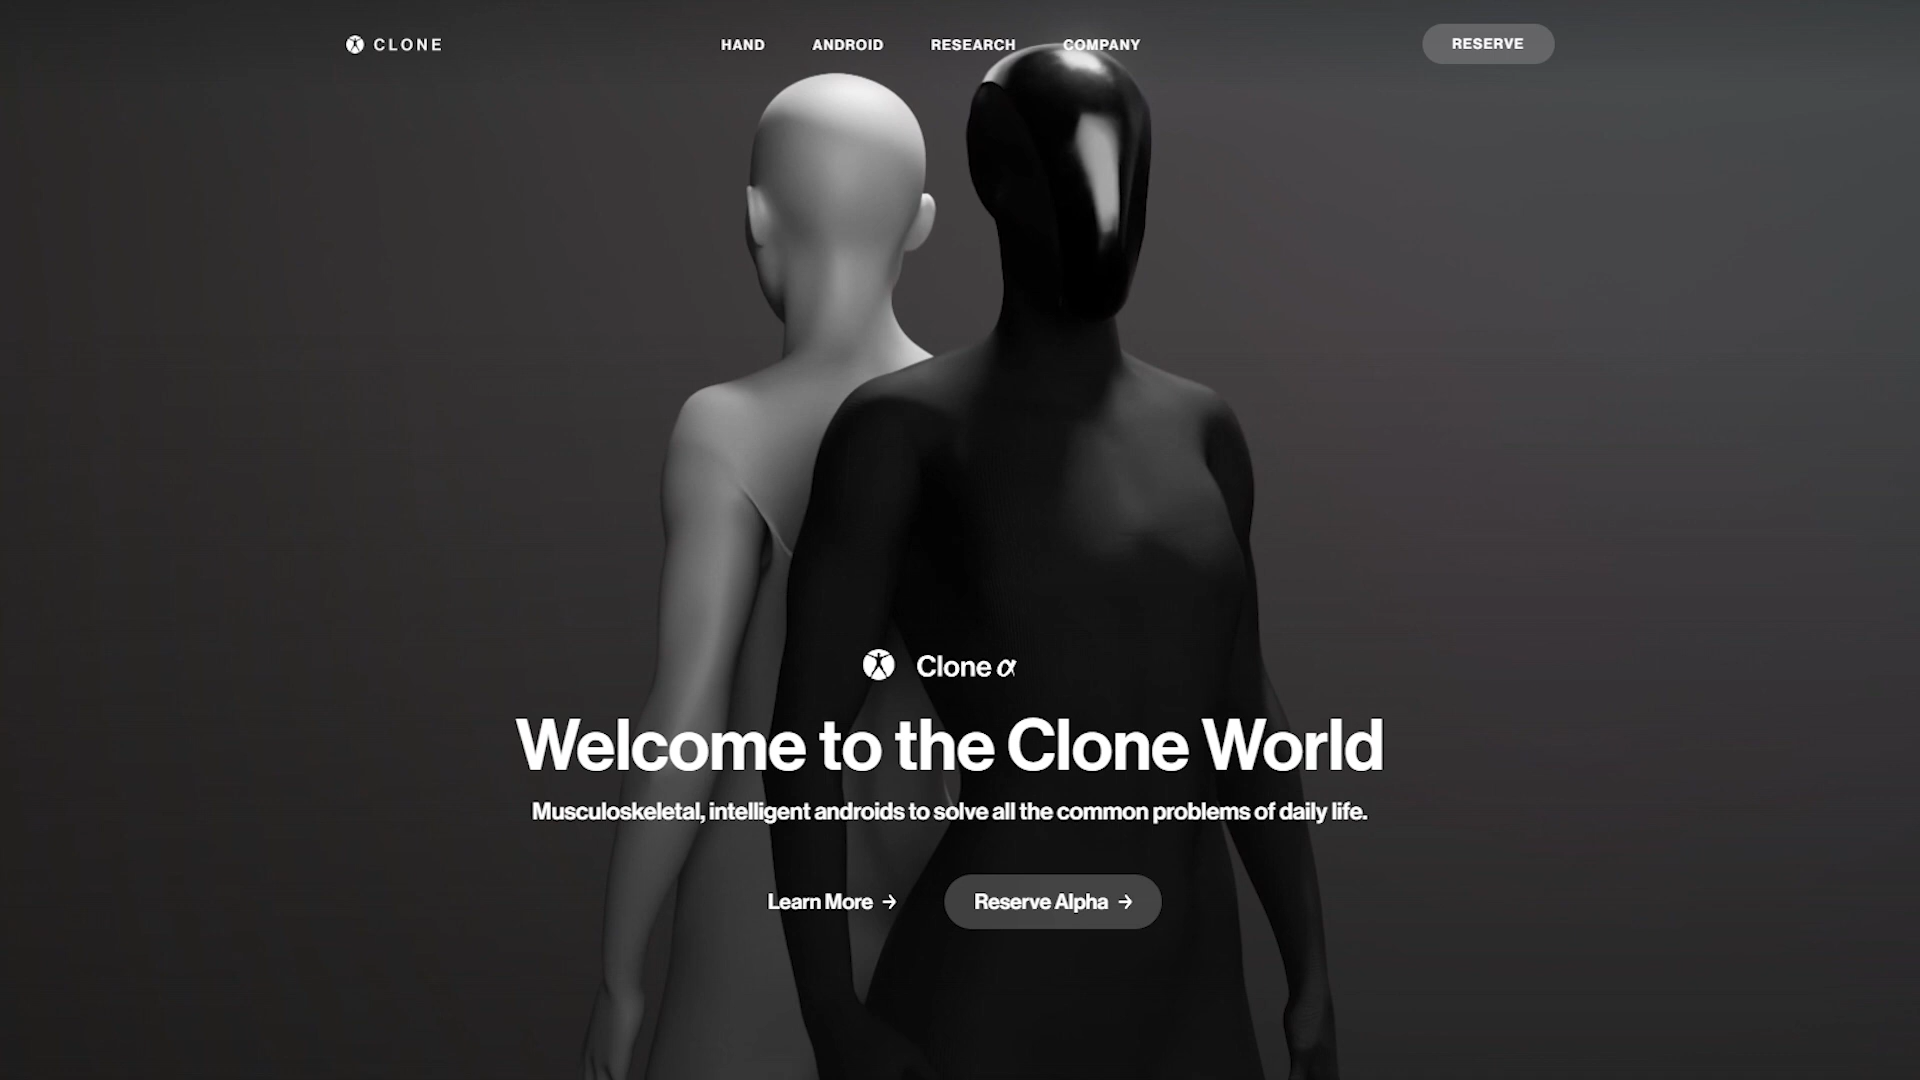 CLONE
HAND
ANDROID
RESEARCH
COMPANY
RESERVE
Clone α
Welcome to the Clone World
Musculoskeletal, intelligent androids to solve all the common problems of daily life.
Learn More →
Reserve Alpha →